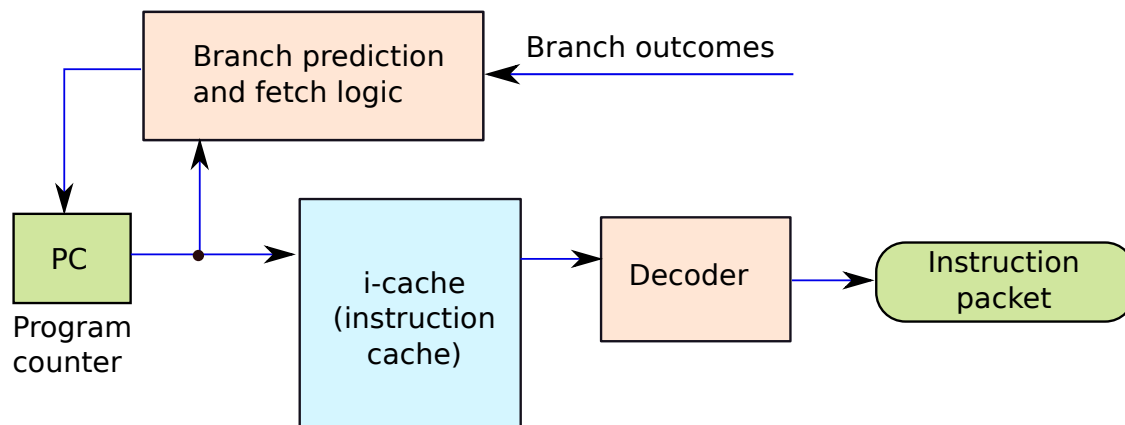 Branch prediction
and fetch logic
Branch outcomes
PC
Program
counter
i-cache
(instruction
cache)
Decoder
Instruction
packet